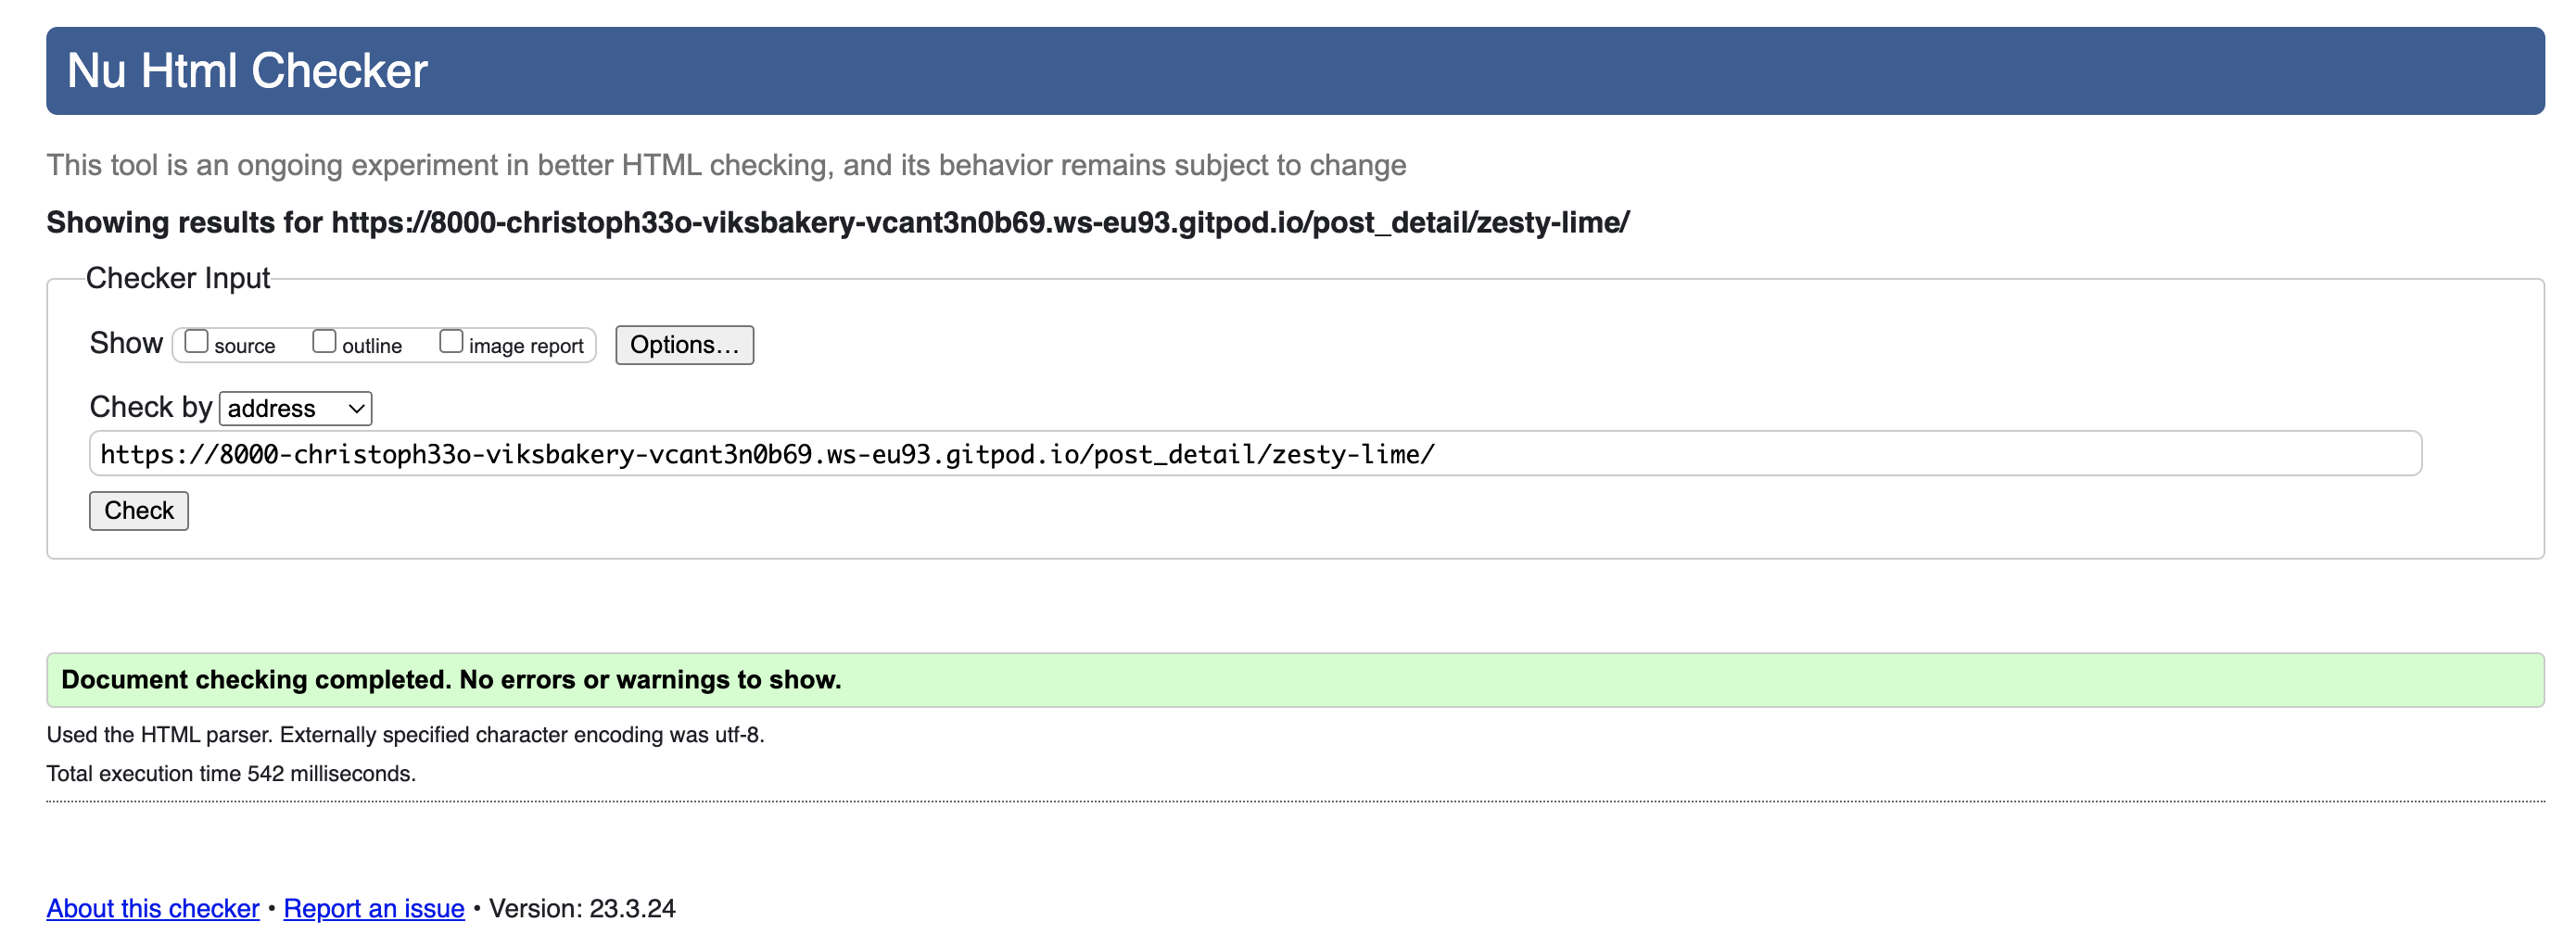 Nu Html Checker
This tool is an ongoing experiment in better HTML checking, and its behavior remains subject to change
Showing results for https://8000-christoph33o-viksbakery-vcant3n0b69.ws-eu93.gitpod.io/post_detail/zesty-lime/
Checker Input
Show source outline image report Options...
Check by address
https://8000-christoph33o-viksbakery-vcant3n0b69.ws-eu93.gitpod.io/post_detail/zesty-lime/
Check
Document checking completed. No errors or warnings to show.
Used the HTML parser. Externally specified character encoding was utf-8.
Total execution time 542 milliseconds.
About this checker • Report an issue • Version: 23.3.24